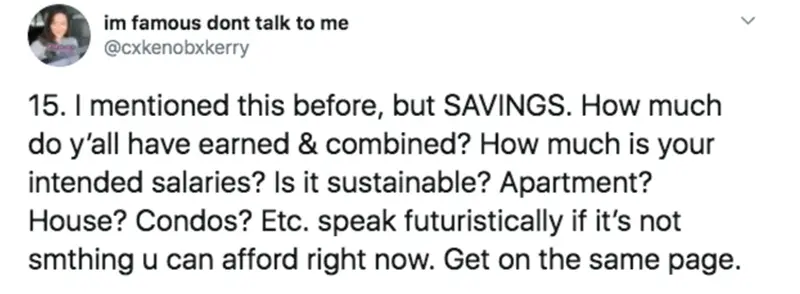 im famous dont talk to me
@cxkenobxkerry
15. I mentioned this before, but SAVINGS. How much
do y'all have earned & combined? How much is your
intended salaries? Is it sustainable? Apartment?
House? Condos? Etc. speak futuristically if it's not
smthing u can afford right now. Get on the same page.